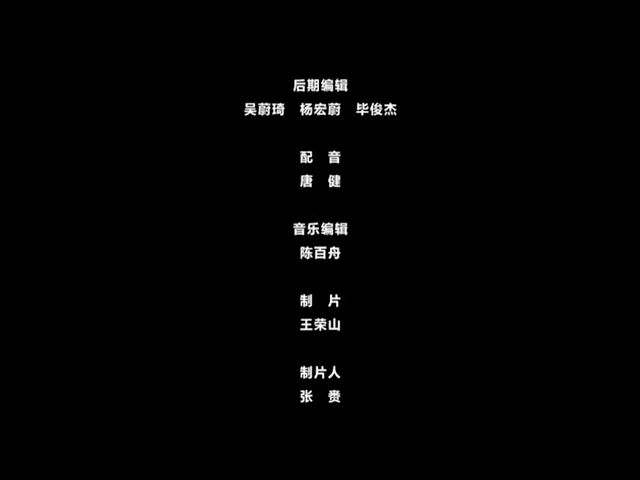 后期编辑
吴蔚琦 杨宏蔚 毕俊杰
配 音
唐 健
音乐编辑
陈百舟
制 片
王荣山
制片人
张 赉